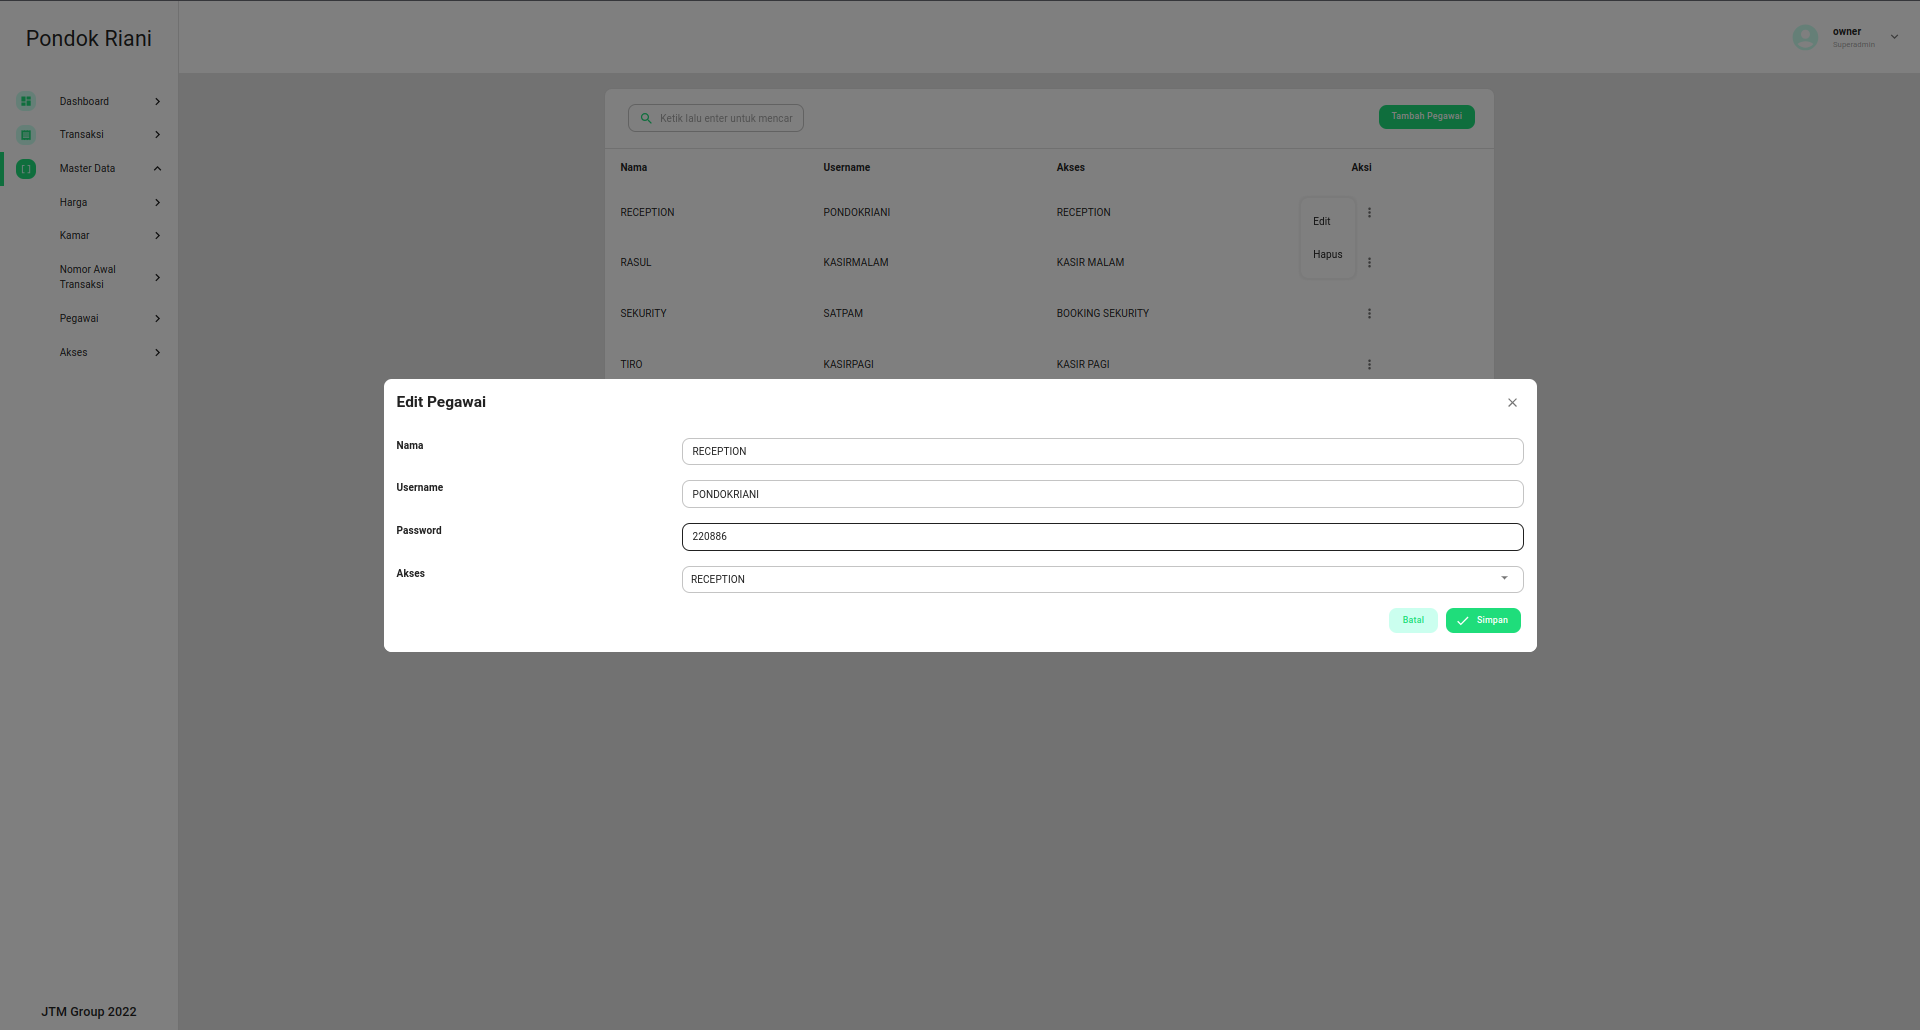 Pondok Riani
owner
Superadmin
Dashboard
Transaksi
Master Data
Harga
Kamar
Nomor Awal
Transaksi
Pegawai
Akses
JTM Group 2022
Ketik lalu enter untuk mencar
Tambah Pegawai
Nama Username Akses Aksi
RECEPTION PONDOKRIANI RECEPTION
Edit
Hapus
RASUL KASIRMALAM KASIR MALAM
SEKURITY SATPAM BOOKING SEKURITY
TIRO KASIRPAGI KASIR PAGI
Edit Pegawai
Nama RECEPTION
Username PONDOKRIANI
Password 220886
Akses RECEPTION
Batal Simpan